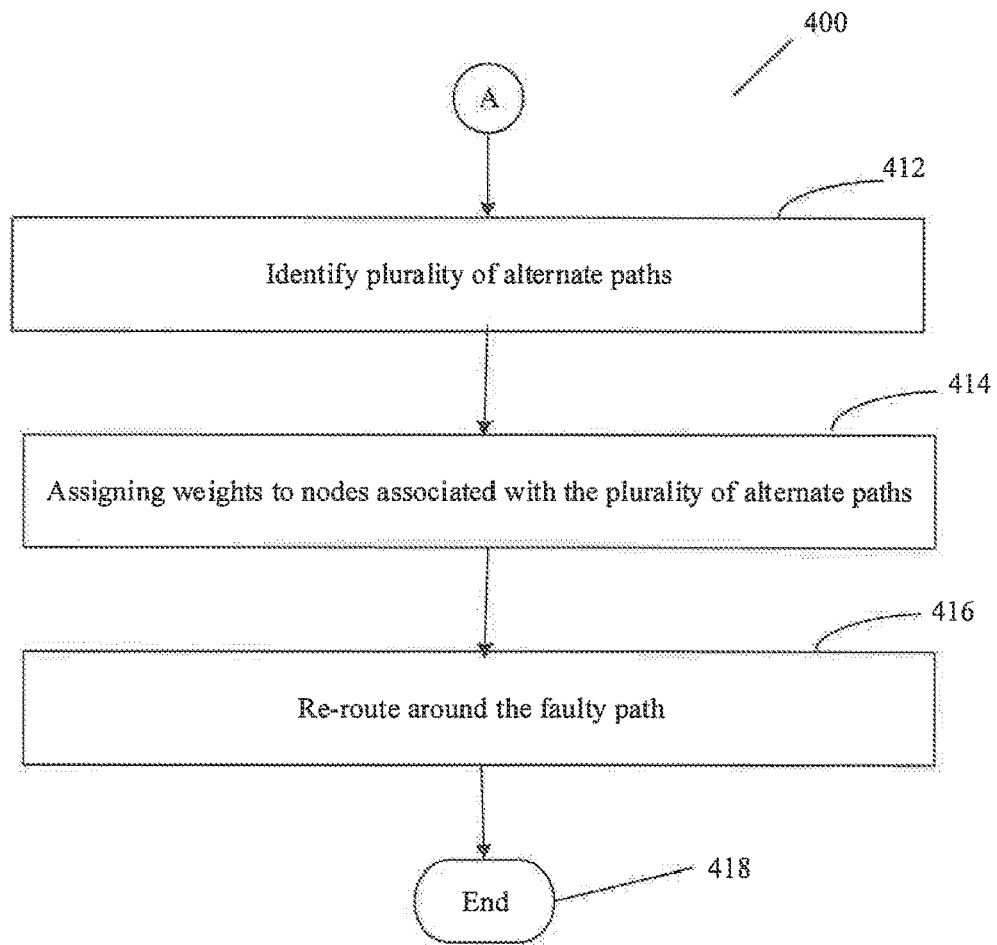 400
A
412
Identify plurality of alternate paths
414
Assigning weights to nodes associated with the plurality of alternate paths
416
Re-route around the faulty path
418
End